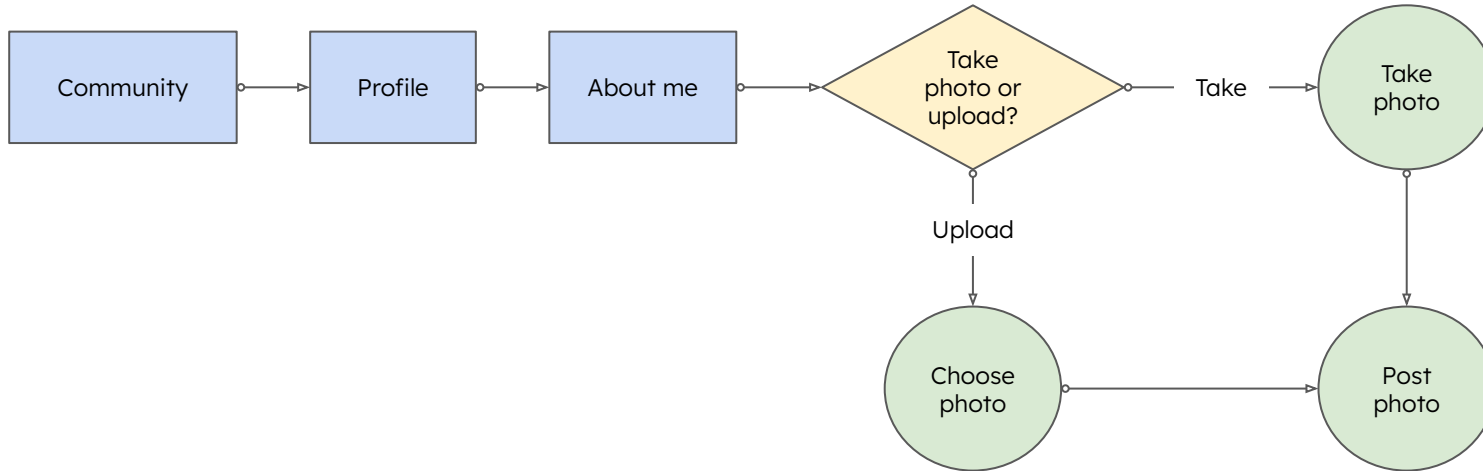 Community
Profile
About me
Take
photo or
upload?
Take
Take
photo
Upload
Choose
photo
Post
photo